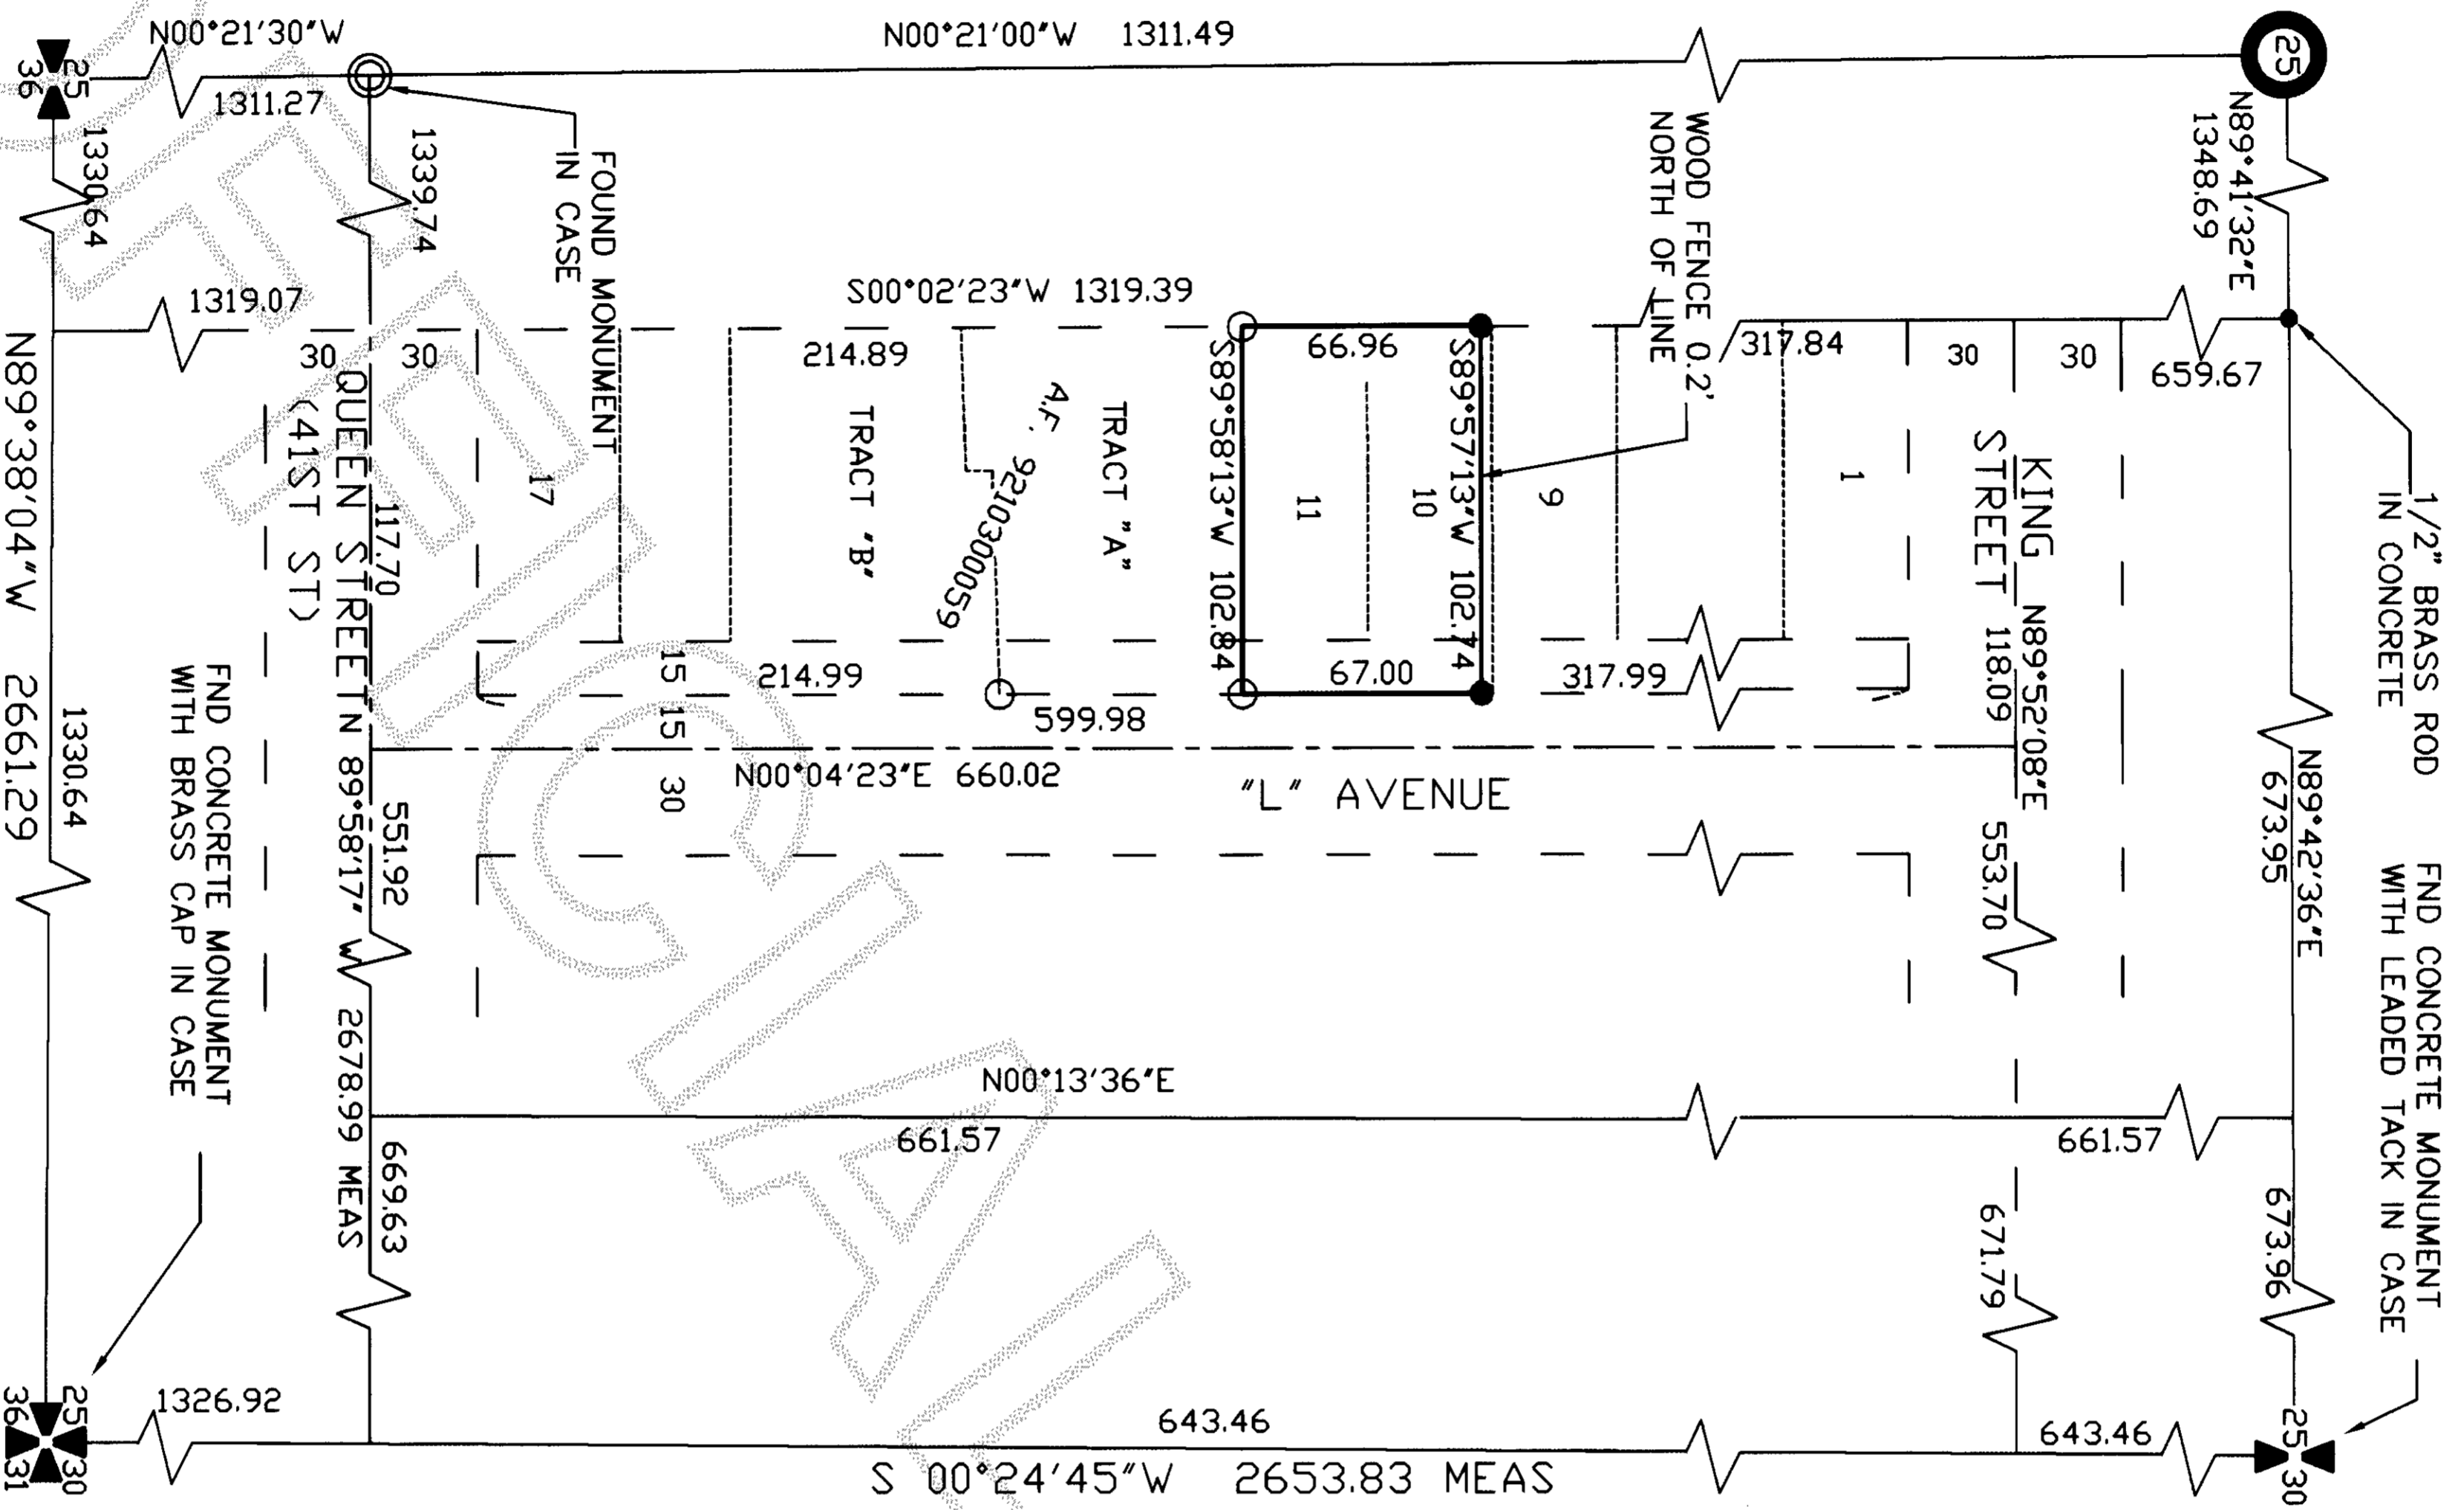 N00°21'30"W
1311.27
N00°21'00"W 1311.49
25
N89°41'32"E
1348.69
25
36
1330.64
1339.74
FOUND MONUMENT
IN CASE
WOOD FENCE 0.2'
NORTH OF LINE
1/2" BRASS ROD
IN CONCRETE
1319.07
S00°02'23"W 1319.39
30
30
214.89
66.96
317.84
30
30
659.67
QUEEN STREET
(41ST ST)
117.70
17
TRACT "B"
A.F. 9210300059
TRACT "A"
S89°58'13"W 102.84
11
10
S89°57'13"W 102.74
9
1
KING
STREET
N89°52'08"E
118.09
15
15
30
214.99
599.98
67.00
317.99
N00°04'23"E 660.02
"L" AVENUE
N89°38'04"W 2661.29
1330.64
FND CONCRETE MONUMENT
WITH BRASS CAP IN CASE
N 89°58'17" W 2678.99 MEAS
551.92
669.63
553.70
671.79
N89°42'36"E
673.95
673.96
FND CONCRETE MONUMENT
WITH LEADED TACK IN CASE
N00°13'36"E
661.57
661.57
25
30
36
31
1326.92
643.46
643.46
S 00°24'45"W 2653.83 MEAS
25
30